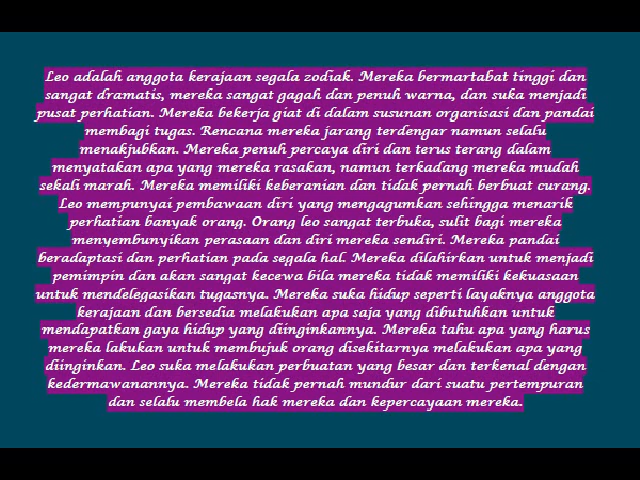 Leo adalah anggota kerajaan segala zodiak. Mereka bermartabat tinggi dan
sangat dramatis, mereka sangat gagah dan penuh warna, dan suka menjadi
pusat perhatian. Mereka bekerja giat di dalam susunan organisasi dan pandai
membagi tugas. Rencana mereka jarang terdengar namun selalu
menakjubkan. Mereka penuh percaya diri dan terus terang dalam
menyatakan apa yang mereka rasakan, namun terkadang mereka mudah
sekali marah. Mereka memiliki keberanian dan tidak pernah berbuat curang.
Leo mempunyai pembawaan diri yang mengagumkan sehingga menarik
perhatian banyak orang. Orang leo sangat terbuka, sulit bagi mereka
menyembunyikan perasaan dan diri mereka sendiri. Mereka pandai
beradaptasi dan perhatian pada segala hal. Mereka dilahirkan untuk menjadi
pemimpin dan akan sangat kecewa bila mereka tidak memiliki kekuasaan
untuk mendelegasikan tugasnya. Mereka suka hidup seperti layaknya anggota
kerajaan dan bersedia melakukan apa saja yang dibutuhkan untuk
mendapatkan gaya hidup yang diinginkannya. Mereka tahu apa yang harus
mereka lakukan untuk membujuk orang disekitarnya melakukan apa yang
diinginkan. Leo suka melakukan perbuatan yang besar dan terkenal dengan
kedermawanannya. Mereka tidak pernah mundur dari suatu pertempuran
dan selalu membela hak mereka dan kepercayaan mereka.